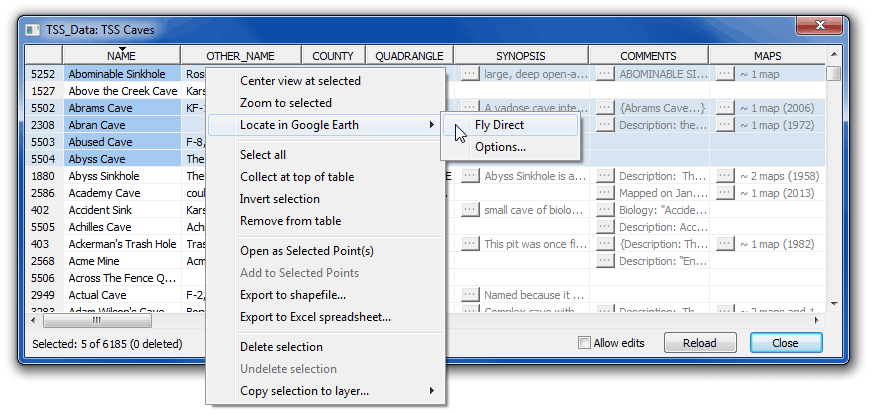 TSS_Data: TSS Caves
NAME OTHER_NAME COUNTY QUADRANGLE SYNOPSIS COMMENTS MAPS
5252 Abominable Sinkhole Ros ... large, deep open-a... ... ABOMINABLE SI... ... ~ 1 map
1527 Above the Creek Cave Kars
5502 Abrams Cave KF-1 ... A vadose cave inte... ... {Abrams Cave...} ... ~ 1 map (2006)
2308 Abran Cave ... Description: the... ... ~ 1 map (1972)
5503 Abused Cave F-8,
5504 Abyss Cave The
1880 Abyss Sinkhole The E ... Abyss Sinkhole is a... ... Description: Th... ... ~ 2 maps (1958)
2586 Academy Cave coul ... Mapped on Jan... ... ~ 1 map (2013)
402 Accident Sink Kars ... small cave of biolo... ... Biology: "Accide...
5505 Achilles Cave Ach ... Description: Acc...
403 Ackerman's Trash Hole Tras ... This pit was once fi... ... {Description: Th... ... ~ 1 map (1982)
2568 Acme Mine Acm ... Description: "En...
5506 Across The Fence Q...
2949 Actual Cave F-2, ... Named because it ...
3283 Adam Wilson's Cave ... Complex cave with ... Description: Th... ... ~ 2 maps and 1
Center view at selected
Zoom to selected
Locate in Google Earth
Select all
Collect at top of table
Invert selection
Remove from table
Open as Selected Point(s)
Add to Selected Points
Export to shapefile...
Export to Excel spreadsheet...
Delete selection
Undelete selection
Copy selection to layer...
Fly Direct
Options...
Selected: 5 of 6185 (0 deleted) Allow edits Reload Close